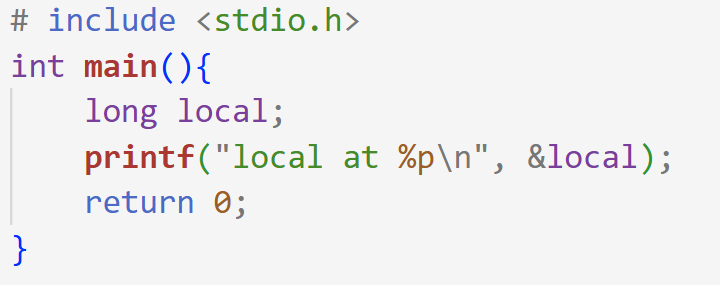 # include <stdio.h>
int main(){
    long local;
    printf("local at %p\n", &local);
    return 0;
}